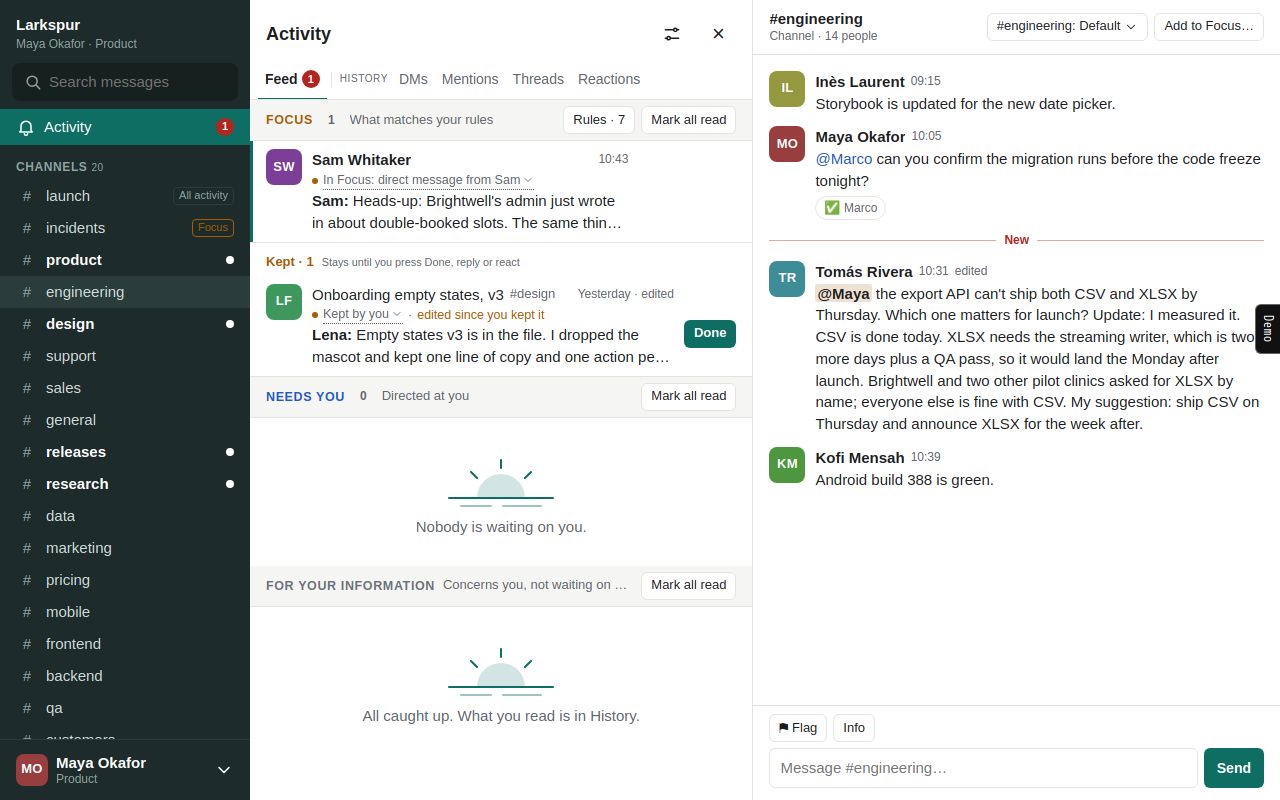 Larkspur
Maya Okafor · Product
Search messages
Activity
1
CHANNELS 20
# launch
All activity
# incidents
Focus
# product
# engineering
# design
# support
# sales
# general
# releases
# research
# data
# marketing
# pricing
# mobile
# frontend
# backend
# qa
# customers
MO
Maya Okafor
Product
Activity
Feed 1 HISTORY DMs Mentions Threads Reactions
FOCUS 1 What matches your rules Rules · 7 Mark all read
SW
Sam Whitaker 10:43
In Focus: direct message from Sam
Sam: Heads-up: Brightwell's admin just wrote
in about double-booked slots. The same thin…
Kept · 1 Stays until you press Done, reply or react
LF
Onboarding empty states, v3 #design Yesterday · edited
Kept by you · edited since you kept it
Lena: Empty states v3 is in the file. I dropped the
mascot and kept one line of copy and one action pe…
Done
NEEDS YOU 0 Directed at you Mark all read
Nobody is waiting on you.
FOR YOUR INFORMATION Concerns you, not waiting on … Mark all read
All caught up. What you read is in History.
#engineering
Channel · 14 people
#engineering: Default
Add to Focus…
IL
Inès Laurent 09:15
Storybook is updated for the new date picker.
MO
Maya Okafor 10:05
@Marco can you confirm the migration runs before the code freeze
tonight?
✅ Marco
New
TR
Tomás Rivera 10:31 edited
@Maya the export API can't ship both CSV and XLSX by
Thursday. Which one matters for launch? Update: I measured it.
CSV is done today. XLSX needs the streaming writer, which is two
more days plus a QA pass, so it would land the Monday after
launch. Brightwell and two other pilot clinics asked for XLSX by
name; everyone else is fine with CSV. My suggestion: ship CSV on
Thursday and announce XLSX for the week after.
KM
Kofi Mensah 10:39
Android build 388 is green.
Demo
Flag
Info
Message #engineering…
Send